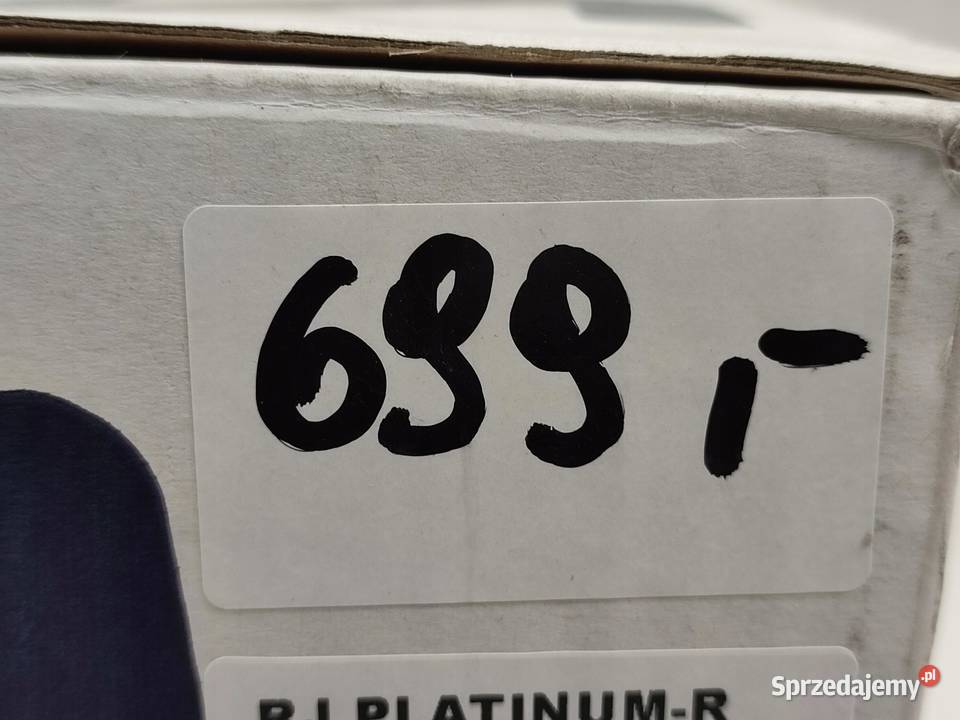 699,-
R.I.PLATINUM-R
Sprzedajemy.pl